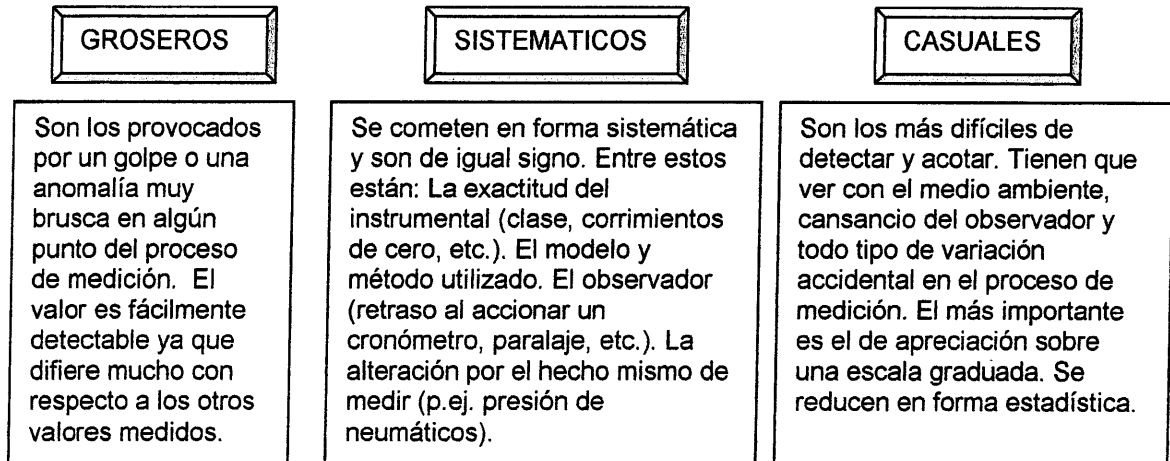 GROSEROS
Son los provocados
por un golpe o una
anomalía muy
brusca en algún
punto del proceso
de medición. El
valor es fácilmente
detectable ya que
difiere mucho con
respecto a los otros
valores medidos.
SISTEMATICOS
Se cometen en forma sistemática
y son de igual signo. Entre estos
están: La exactitud del
instrumental (clase, corrimientos
de cero, etc.). El modelo y
método utilizado. El observador
(retraso al accionar un
cronómetro, paralaje, etc.). La
alteración por el hecho mismo de
medir (p.ej. presión de
neumáticos).
CASUALES
Son los más difíciles de
detectar y acotar. Tienen que
ver con el medio ambiente,
cansancio del observador y
todo tipo de variación
accidental en el proceso de
medición. El más importante
es el de apreciación sobre
una escala graduada. Se
reducen en forma estadística.